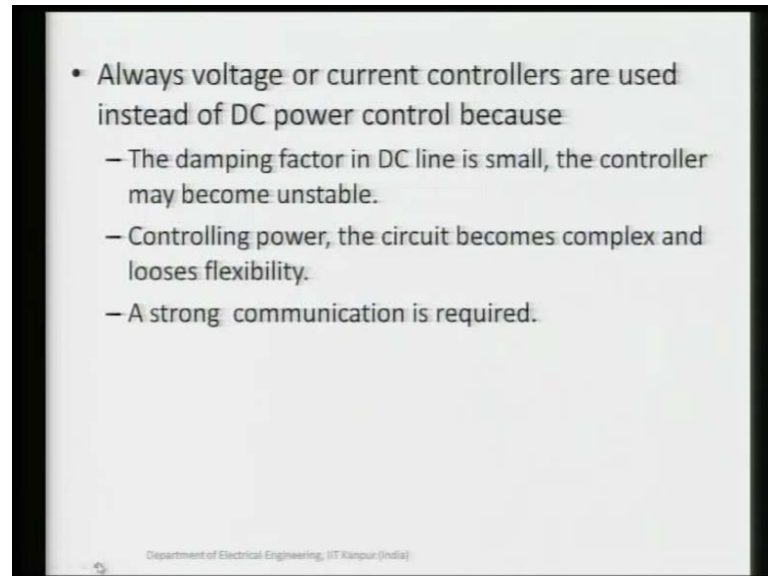 • Always voltage or current controllers are used
instead of DC power control because
– The damping factor in DC line is small, the controller
may become unstable.
– Controlling power, the circuit becomes complex and
looses flexibility.
– A strong communication is required.
Department of Electrical Engineering, IIT Kanpur (India)